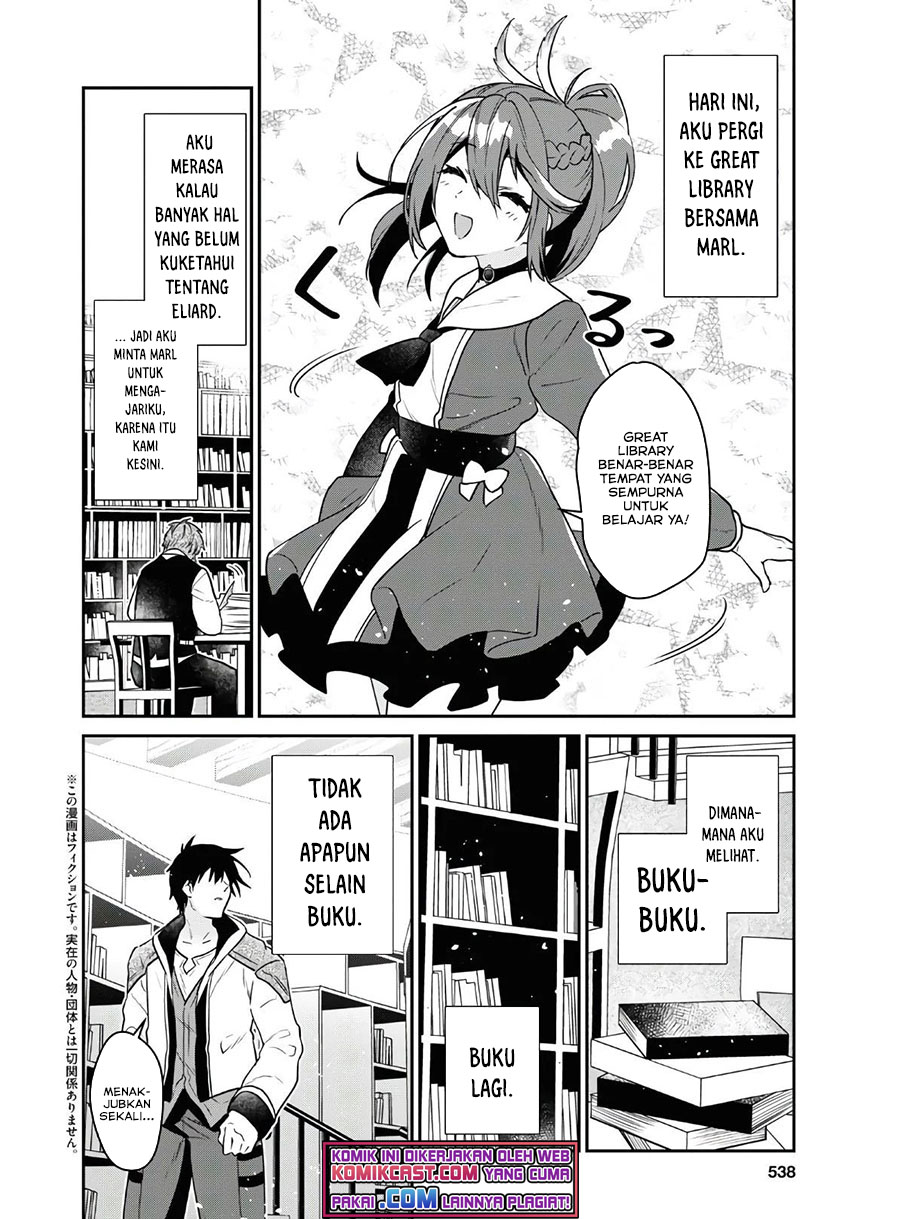 HARI INI,
AKU PERGI
KE GREAT
LIBRARY
BERSAMA
MARL.
くるっ
GREAT
LIBRARY
BENAR-BENAR
TEMPAT YANG
SEMPURNA
UNTUK
BELAJAR YA!
AKU
MERASA
KALAU
BANYAK HAL
YANG BELUM
KUKETAHUI
TENTANG
ELIARD.
... JADI AKU
MINTA MARL
UNTUK
MENGA-
JARIKU,
KARENA ITU
KAMI
KESINI.
DIMANA-
MANA AKU
MELIHAT.
BUKU-
BUKU.
BUKU
LAGI.
TIDAK
ADA
APAPUN
SELAIN
BUKU.
MENAK-
JUBKAN
SEKALI...
※この漫画はフィクションです。実在の人物・団体とは一切関係ありません。
KOMIK INI DIKERJAKAN OLEH WEB
KOMIKCAST.COM YANG CUMA
PAKAI .COM LAINNYA PLAGIAT!
538